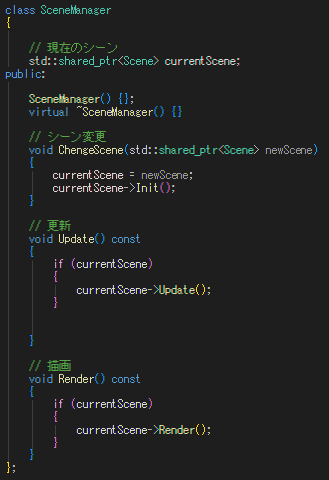 class SceneManager
{
// 現在のシーン
std::shared_ptr<Scene> currentScene;
public:
SceneManager() {};
virtual ~SceneManager() {}
// シーン変更
void ChengeScene(std::shared_ptr<Scene> newScene)
{
currentScene = newScene;
currentScene->Init();
}
// 更新
void Update() const
{
if (currentScene)
{
currentScene->Update();
}
}
// 描画
void Render() const
{
if (currentScene)
{
currentScene->Render();
}
}
};